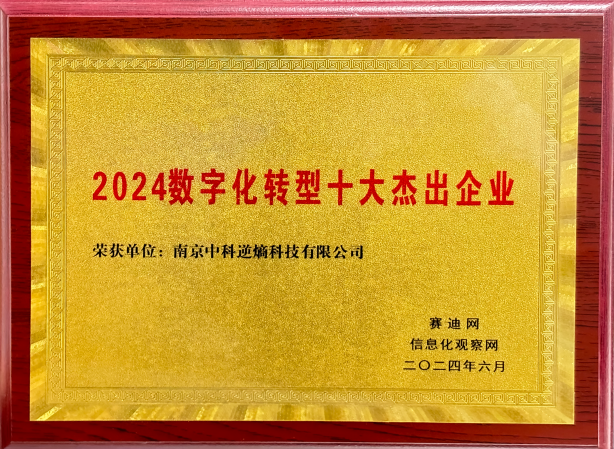 2024数字化转型十大杰出企业
荣获单位：南京中科逆熵科技有限公司
赛迪网
信息化观察网
二〇二四年六月